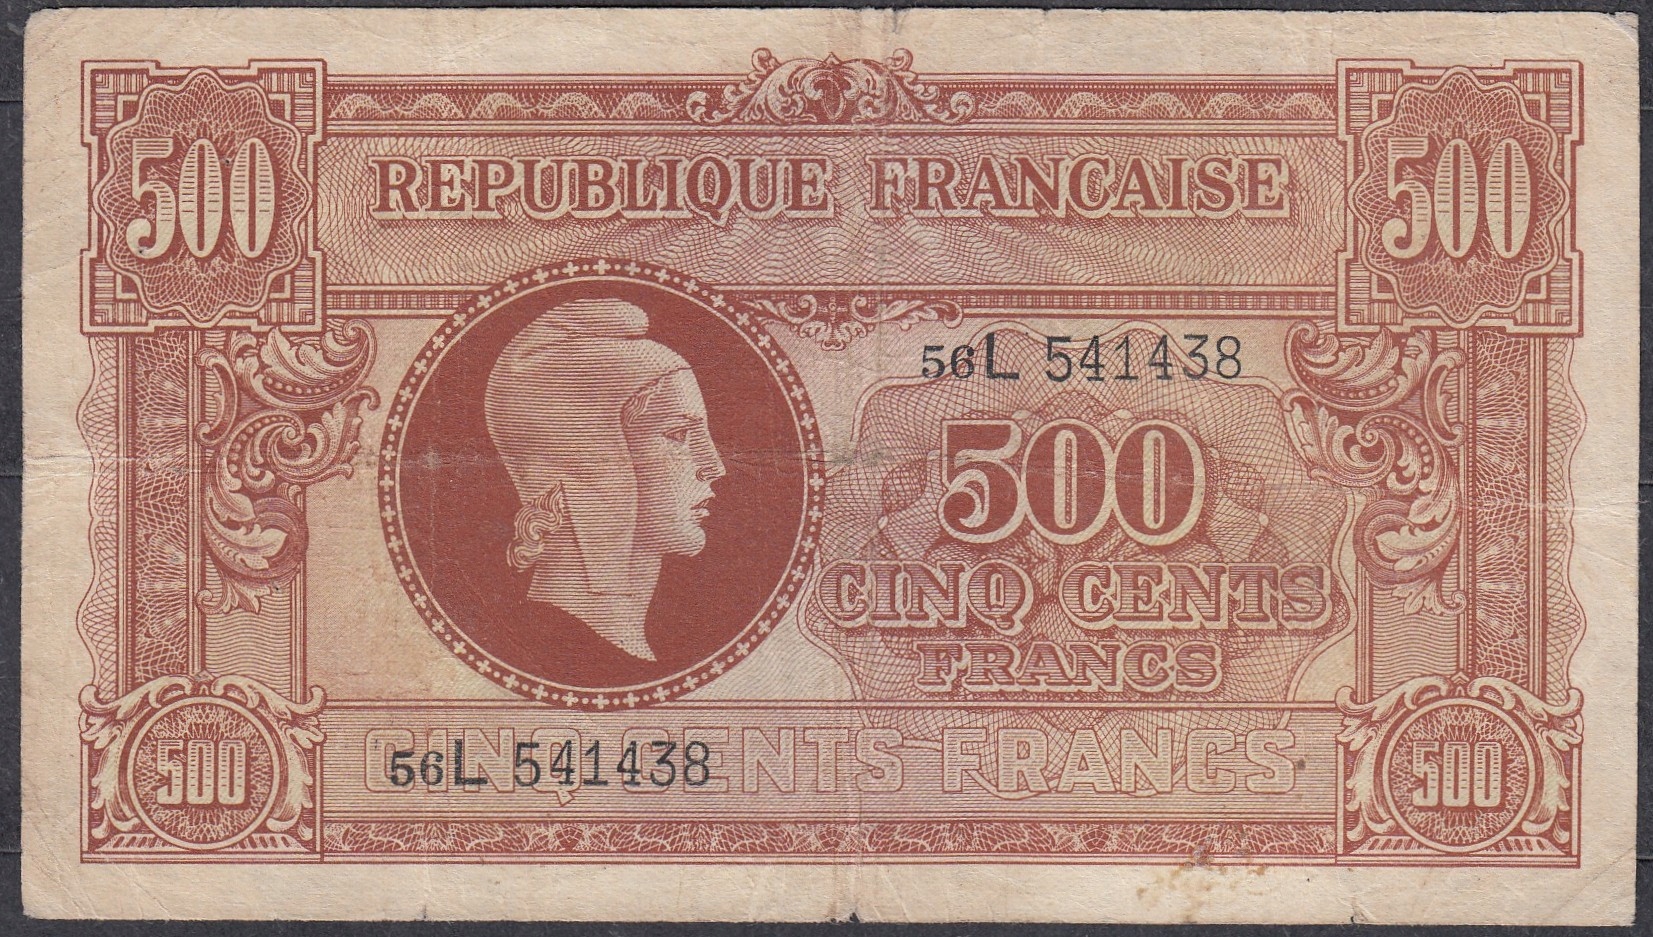 500 REPUBLIQUE FRANCAISE 500
56L 541438
500
CINQ CENTS
FRANCS
CINQ CENTS FRANCS
56L 541438
500 500